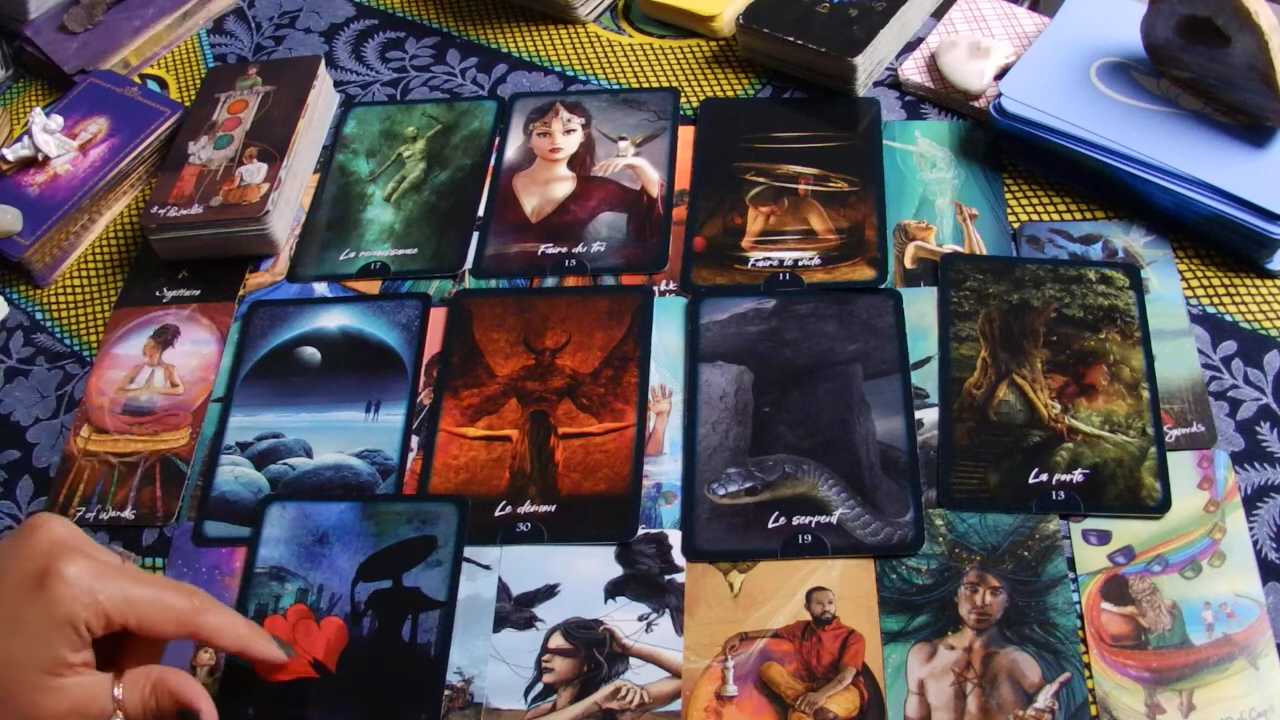 3 of Pentacles
La renaissance
17
Faire du tri
15
Faire le vide
11
Sagittaire
7 of Wands
Le demon
30
Le serpent
19
La porte
13
Swords